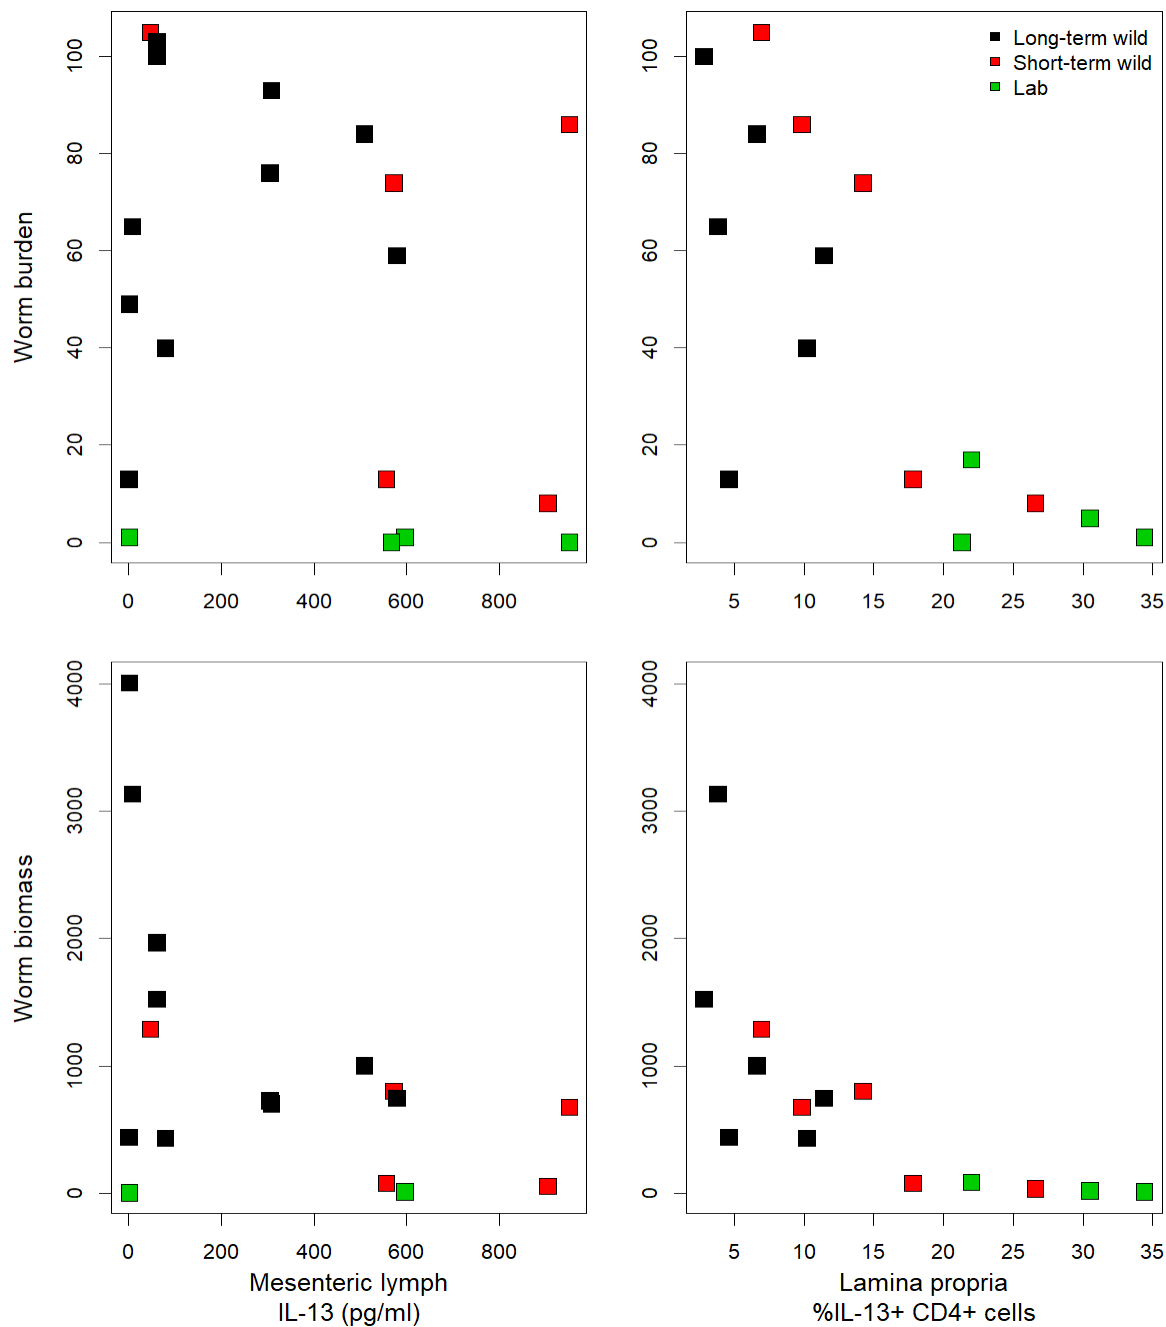 100
80
60
40
20
0
Worm burden
0 200 400 600 800
Long-term wild
Short-term wild
Lab
100
80
60
40
20
0
5 10 15 20 25 30 35
4000
3000
2000
1000
0
Worm biomass
0 200 400 600 800
Mesenteric lymph
IL-13 (pg/ml)
4000
3000
2000
1000
0
5 10 15 20 25 30 35
Lamina propria
%IL-13+ CD4+ cells